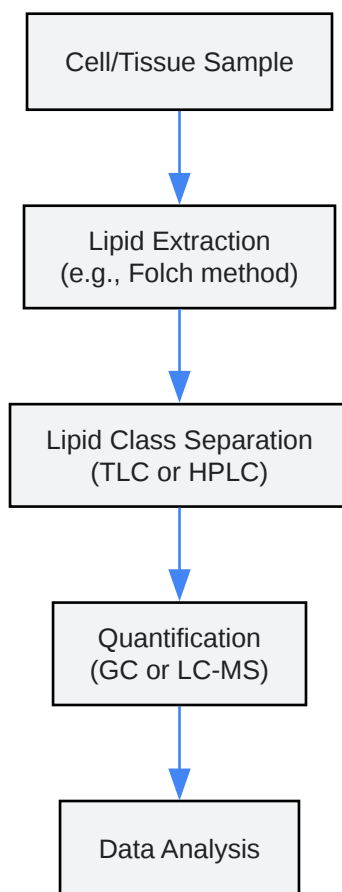 Cell/Tissue Sample
Lipid Extraction
(e.g., Folch method)
Lipid Class Separation
(TLC or HPLC)
Quantification
(GC or LC-MS)
Data Analysis